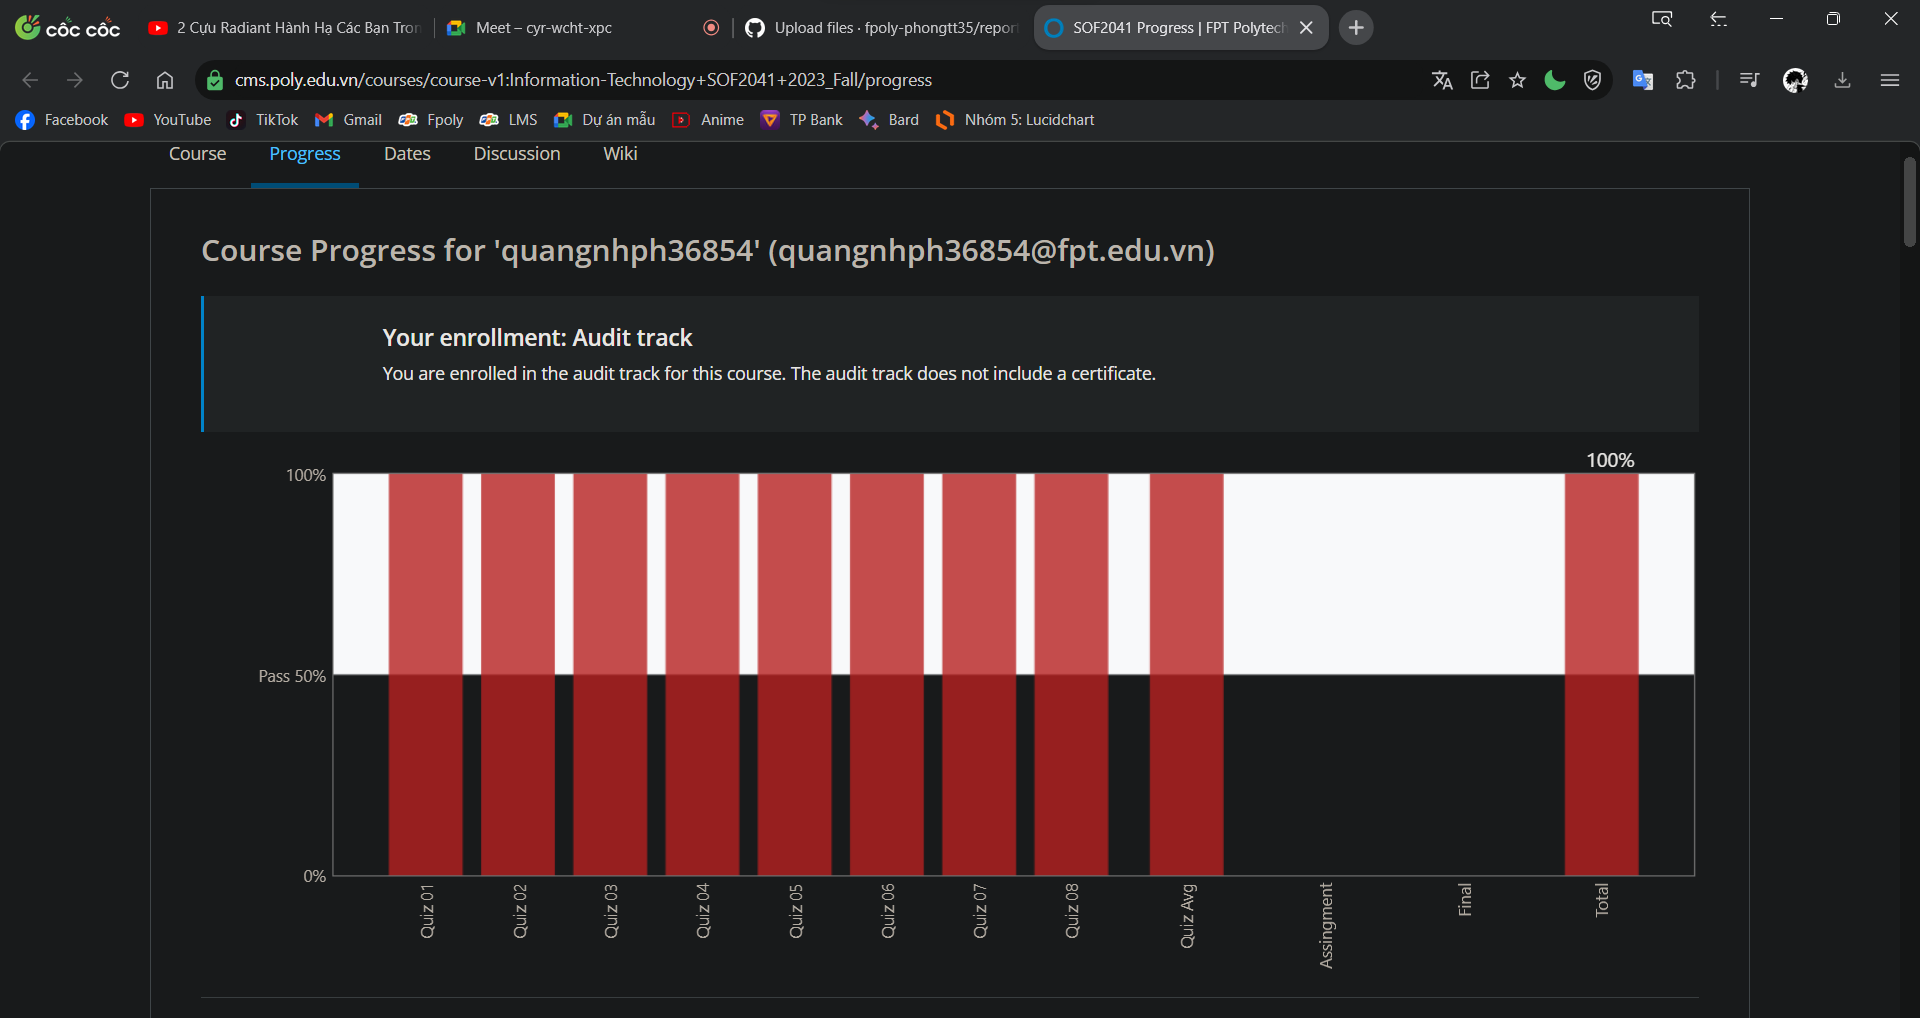 cốc cốc
2 Cựu Radiant Hành Hạ Các Bạn Tron
Meet – cyr-wcht-xpc
Upload files · fpoly-phongtt35/repor
SOF2041 Progress | FPT Polytech
cms.poly.edu.vn/courses/course-v1:Information-Technology+SOF2041+2023_Fall/progress
Facebook
YouTube
TikTok
Gmail
Fpoly
LMS
Dự án mẫu
Anime
TP Bank
Bard
Nhóm 5: Lucidchart
Course
Progress
Dates
Discussion
Wiki
Course Progress for 'quangnhph36854' (quangnhph36854@fpt.edu.vn)
Your enrollment: Audit track
You are enrolled in the audit track for this course. The audit track does not include a certificate.
100%
100%
Pass 50%
0%
Quiz 01
Quiz 02
Quiz 03
Quiz 04
Quiz 05
Quiz 06
Quiz 07
Quiz 08
Quiz Avg
Assingment
Final
Total